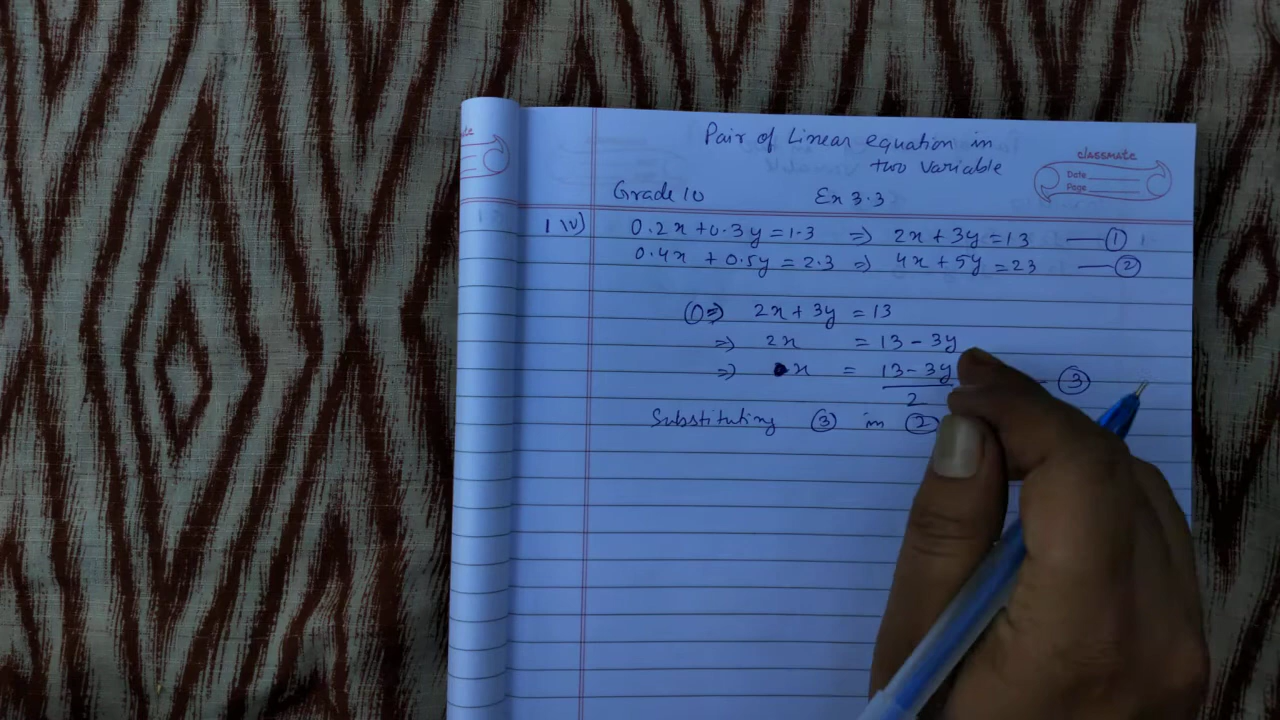 Pair of Linear equation in
two variable
classmate
Date
Page
Grade 10 Ex 3.3
1 iv) 0.2x + 0.3y = 1.3 ⇒ 2x + 3y = 13 — ①
0.4x + 0.5y = 2.3 ⇒ 4x + 5y = 23 — ②
① ⇒ 2x + 3y = 13
⇒ 2x = 13 - 3y
⇒ x = 13 - 3y / 2 — ③
Substituting ③ in ②